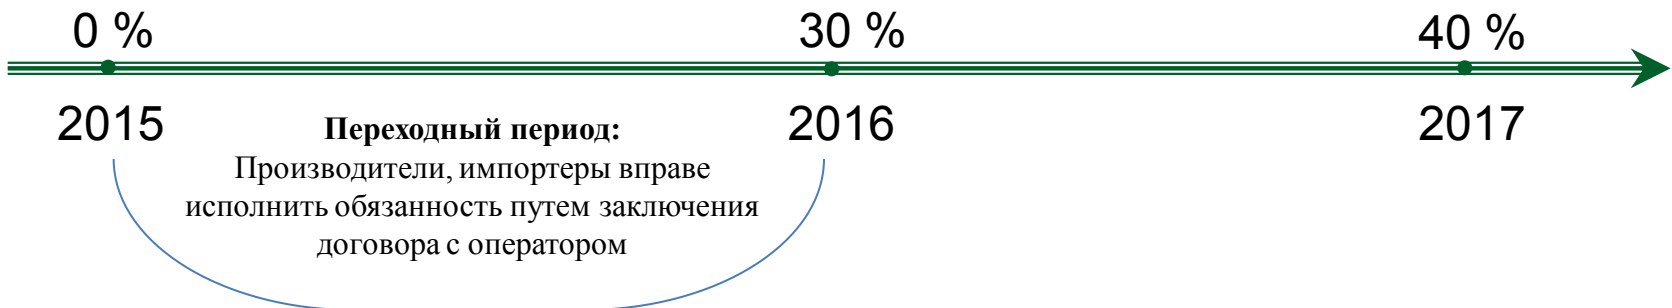 0 % 30 % 40 %
2015 2016 2017
Переходный период:
Производители, импортеры вправе
исполнить обязанность путем заключения
договора с оператором